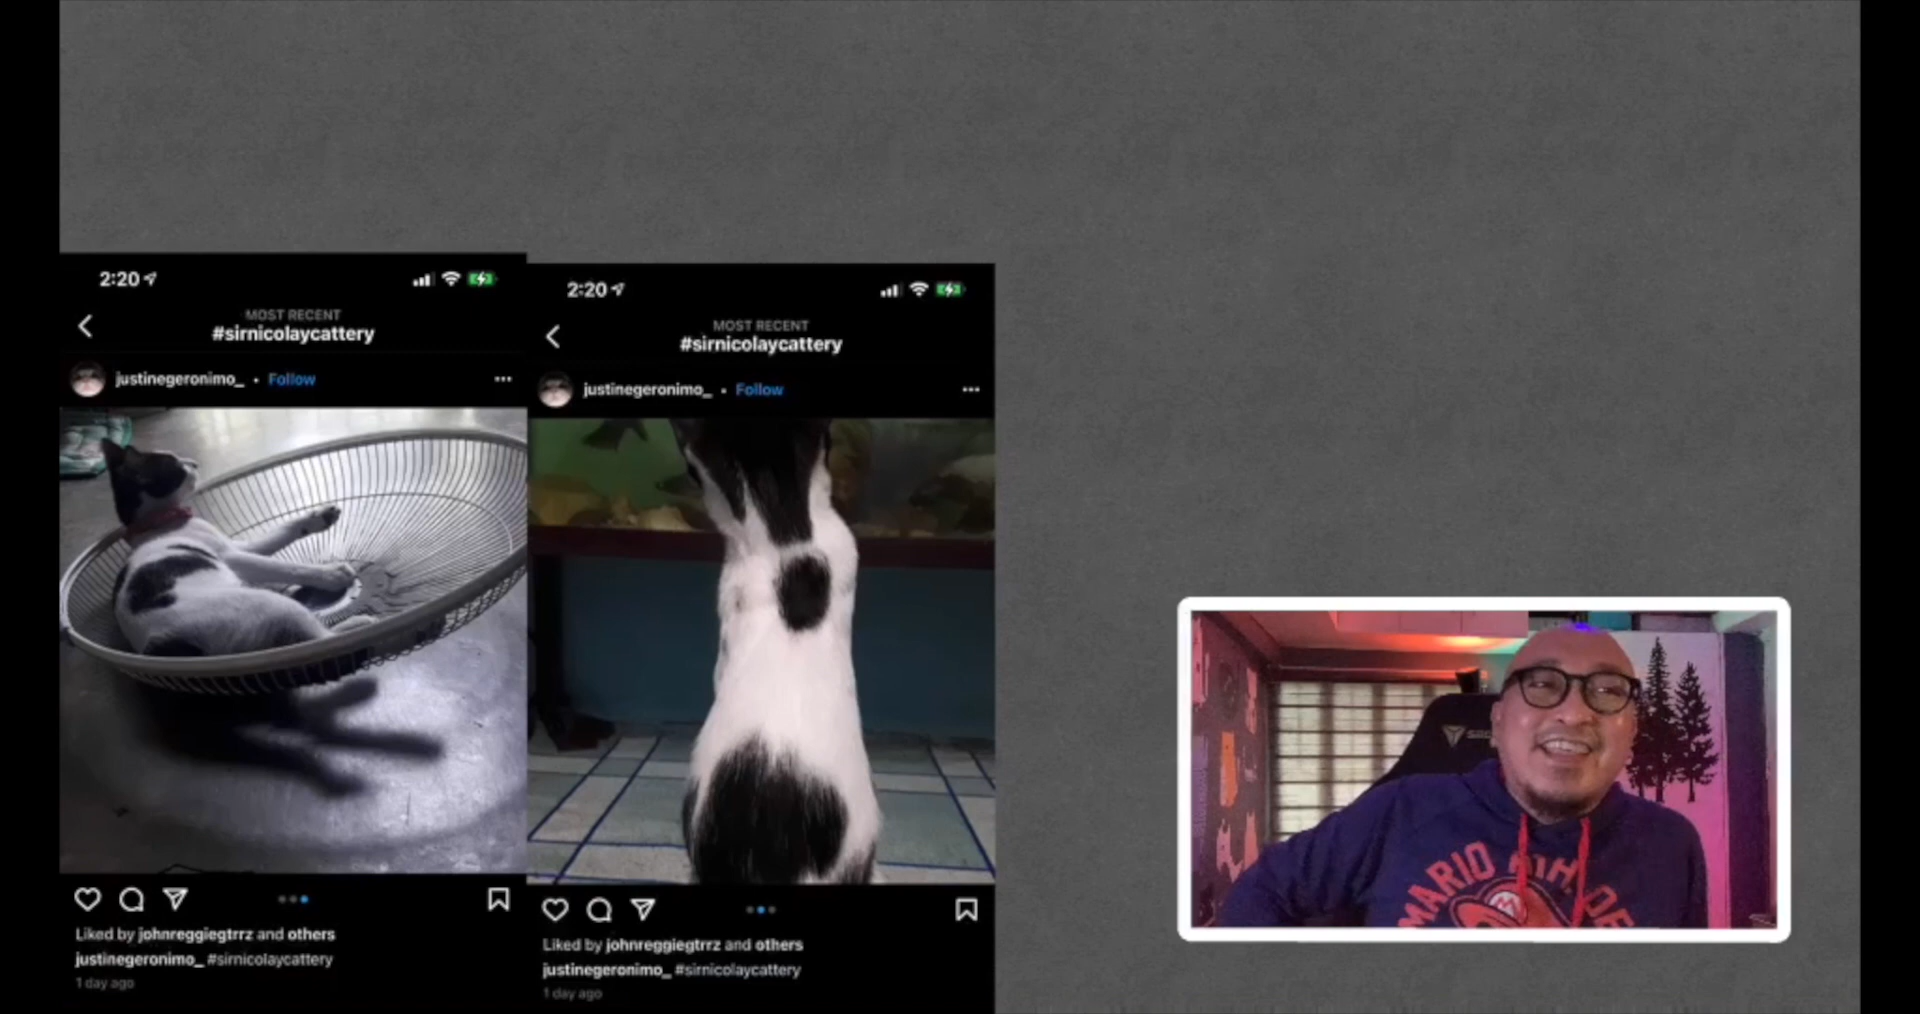 2:20
MOST RECENT
#sirnicolaycattery
justinegeronimo_ • Follow
Liked by johnreggiegtrrz and others
justinegeronimo_ #sirnicolaycattery
1 day ago
2:20
MOST RECENT
#sirnicolaycattery
justinegeronimo_ • Follow
Liked by johnreggiegtrrz and others
justinegeronimo_ #sirnicolaycattery
1 day ago
MARIO
M